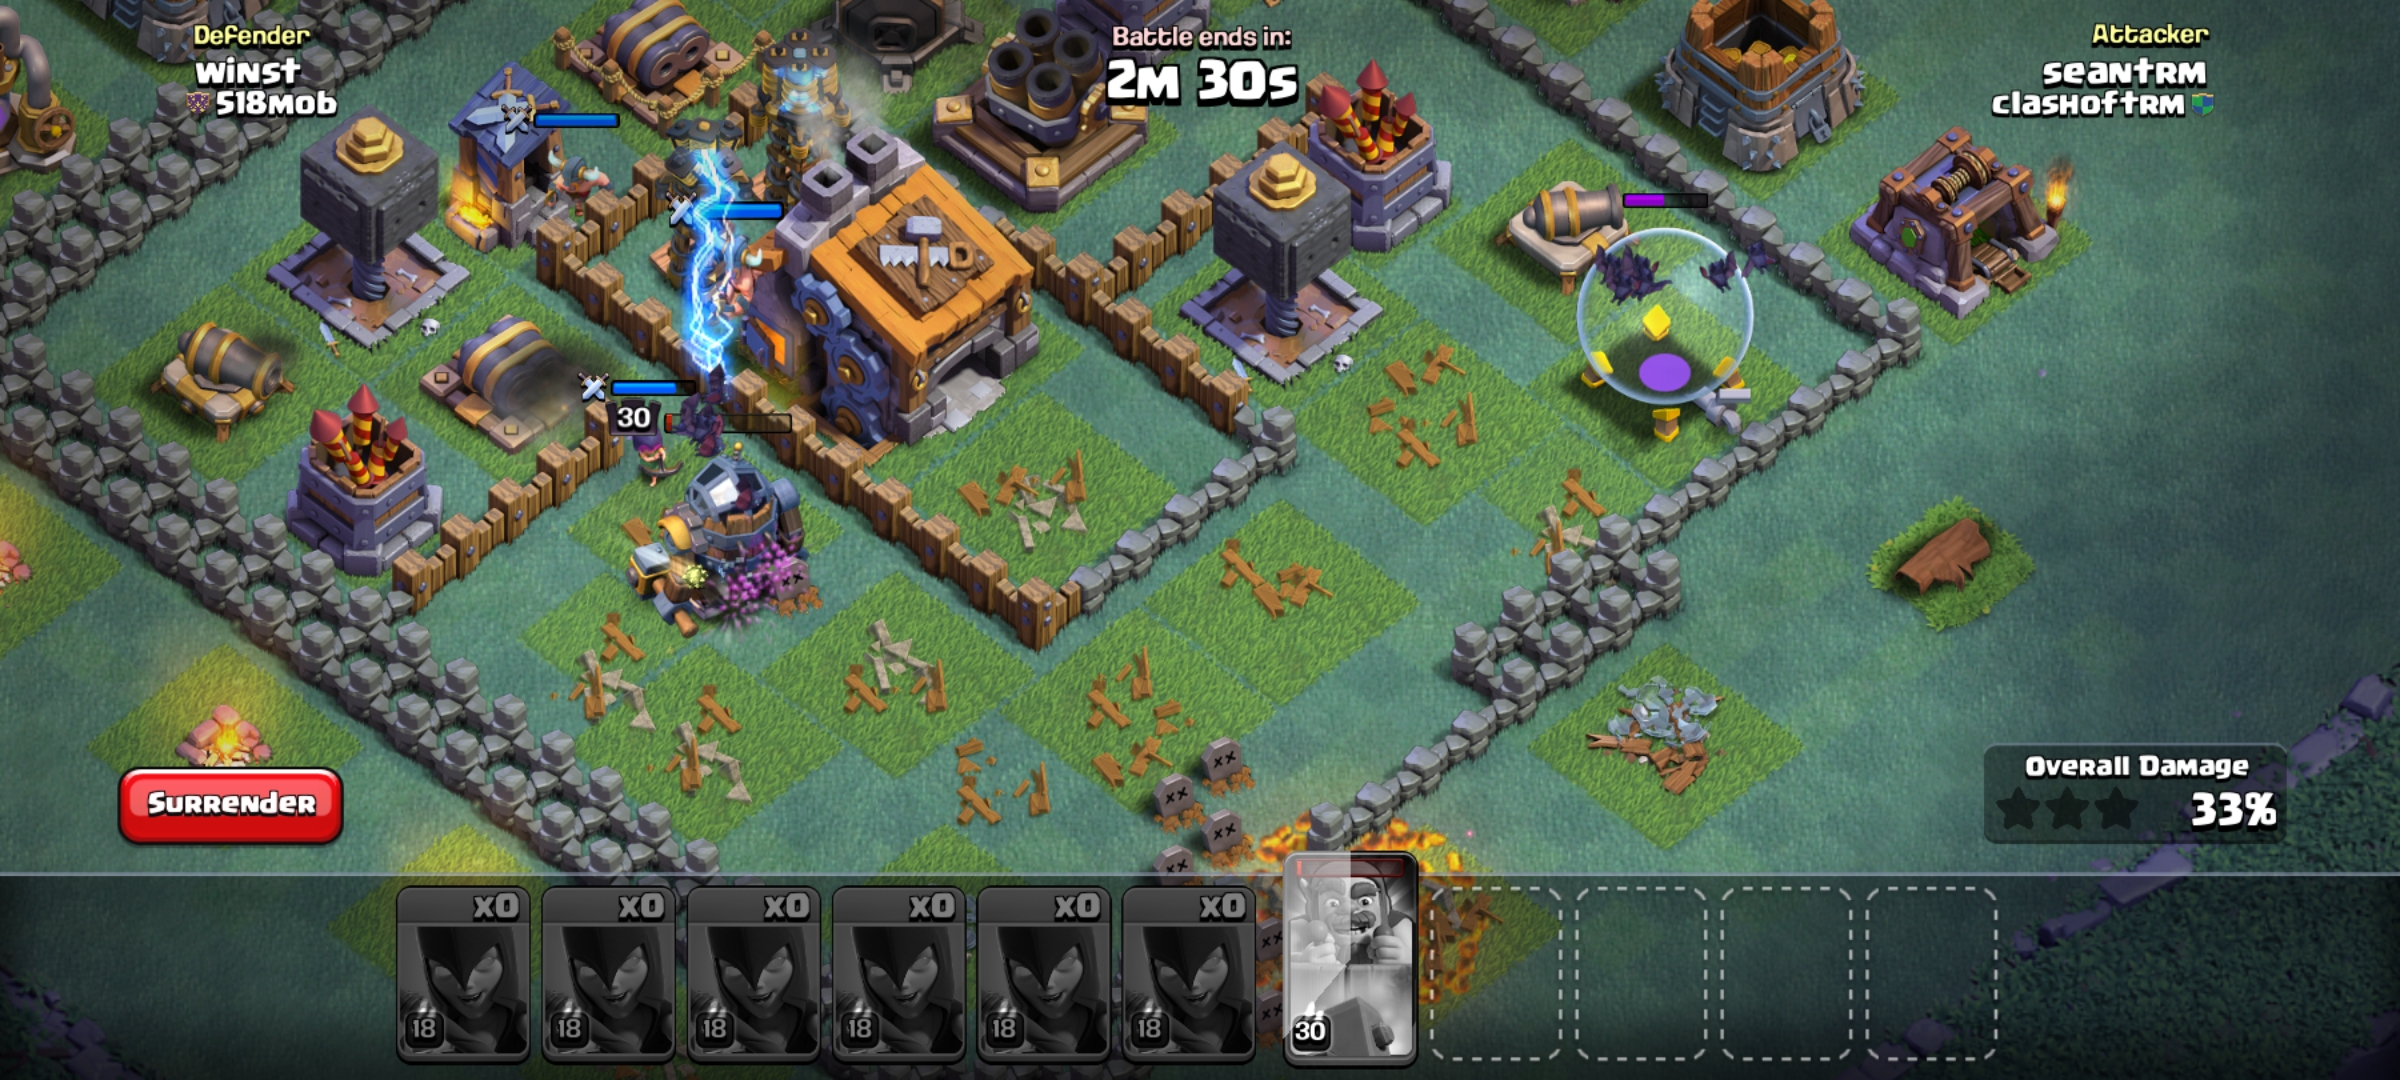 Defender
winst
518mob
Battle ends in:
2M 30s
Attacker
seantrm
clashoftrm
30
Surrender
Overall Damage
33%
x0
x0
x0
x0
x0
x0
18
18
18
18
18
18
30